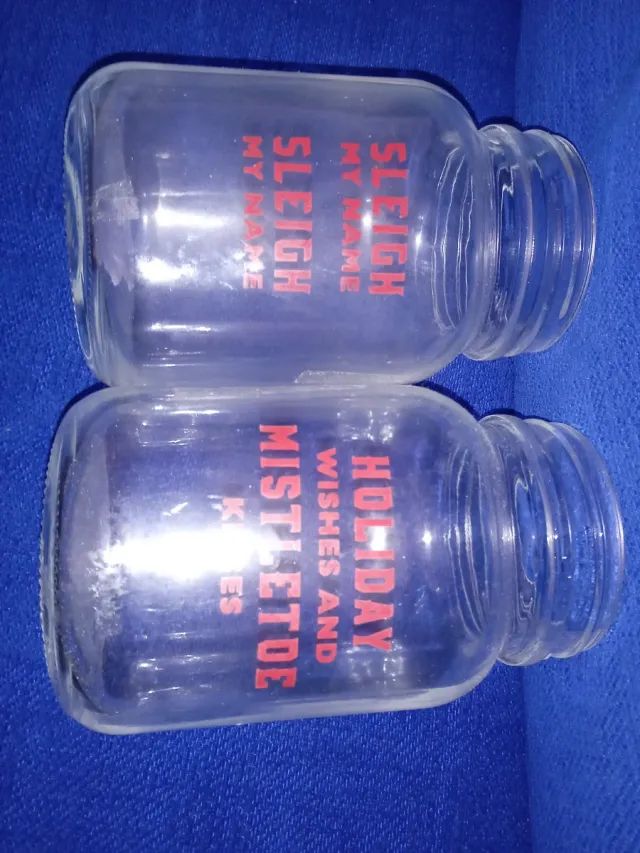 SLEIGH
MY NAME
SLEIGH
MY NAME
HOLIDAY
WISHES AND
MISTLETOE